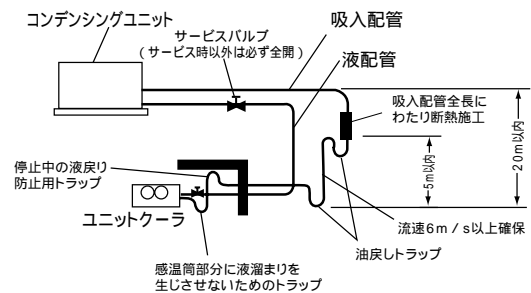 コンデンシングユニット
サービスバルブ
(サービス時以外は必ず全開)
吸入配管
液配管
吸入配管全長に
わたり断熱施工
20m以内
5m以内
停止中の液戻り
防止用トラップ
ユニットクーラ
流速6m/s以上確保
油戻しトラップ
感温筒部分に液溜まりを
生じさせないためのトラップ